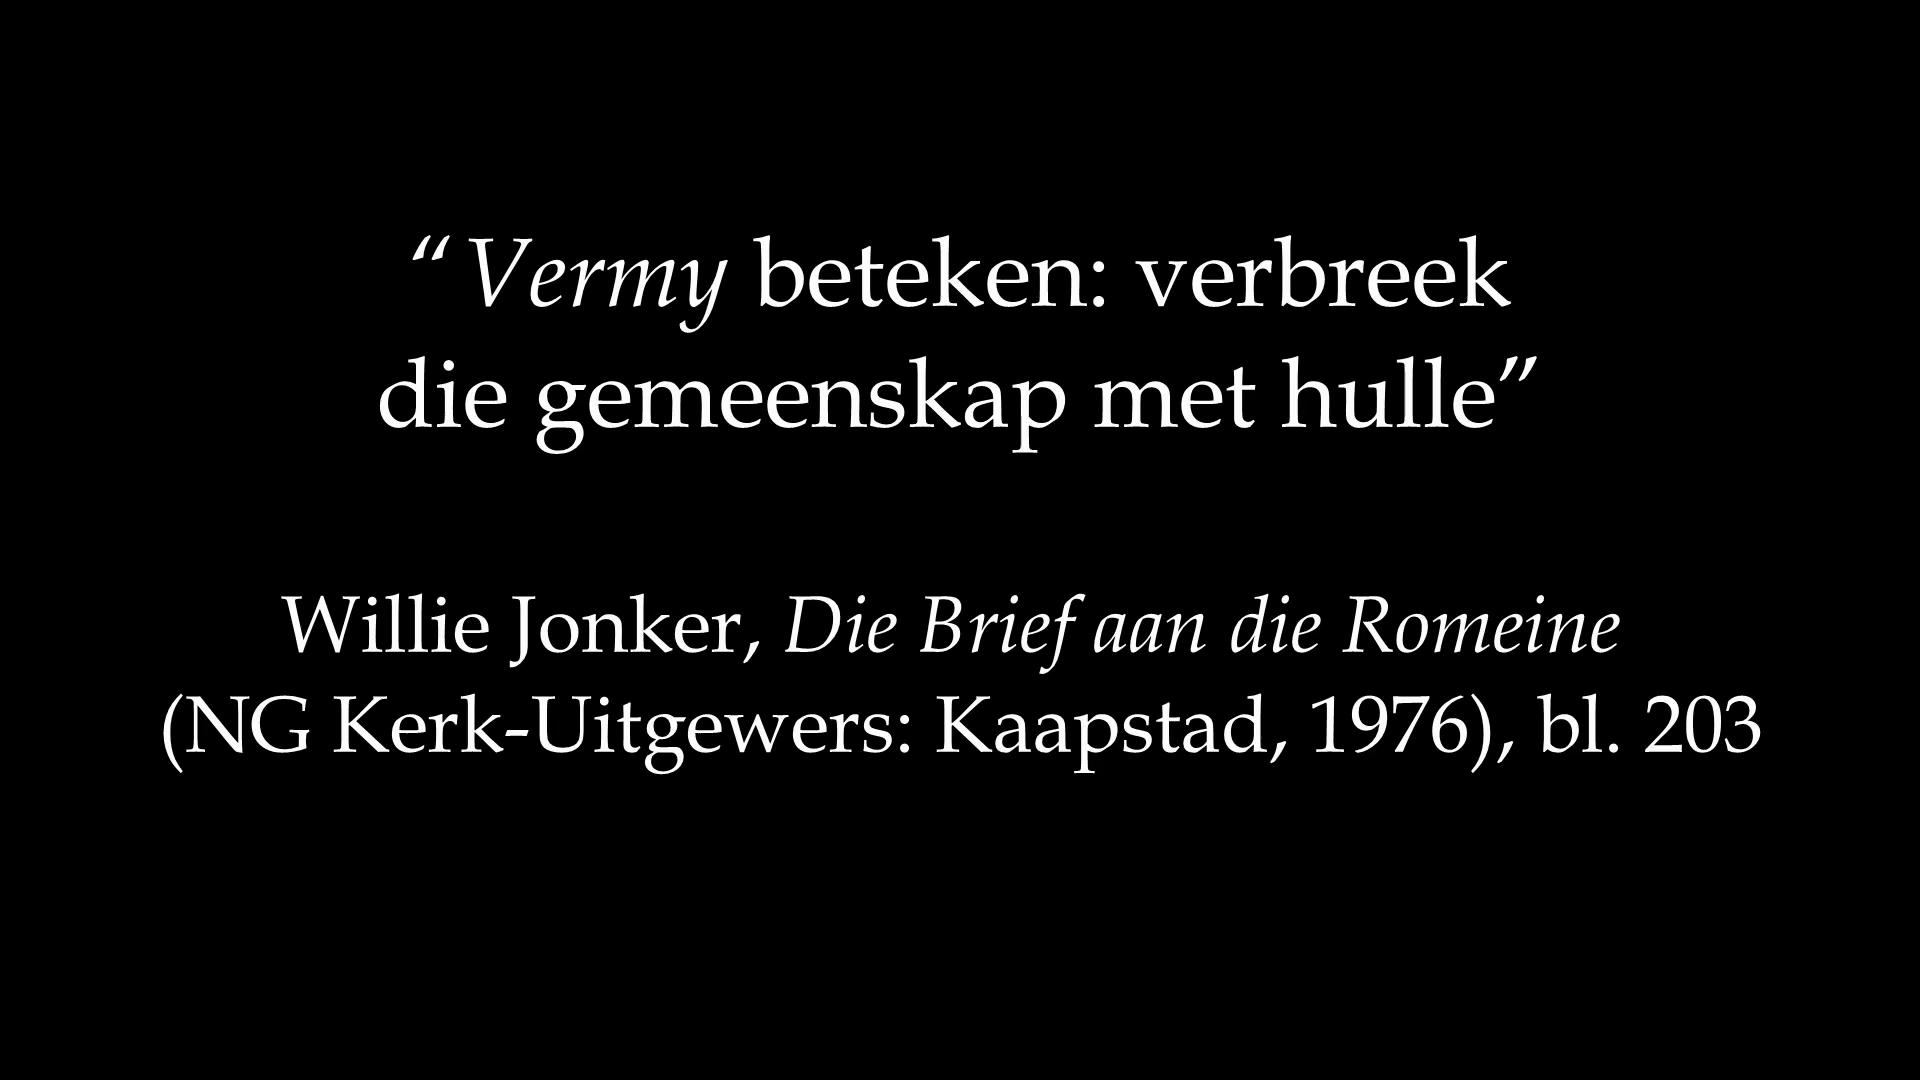 “Vermy beteken: verbreek
die gemeenskap met hulle”
Willie Jonker, Die Brief aan die Romeine
(NG Kerk-Uitgewers: Kaapstad, 1976), bl. 203